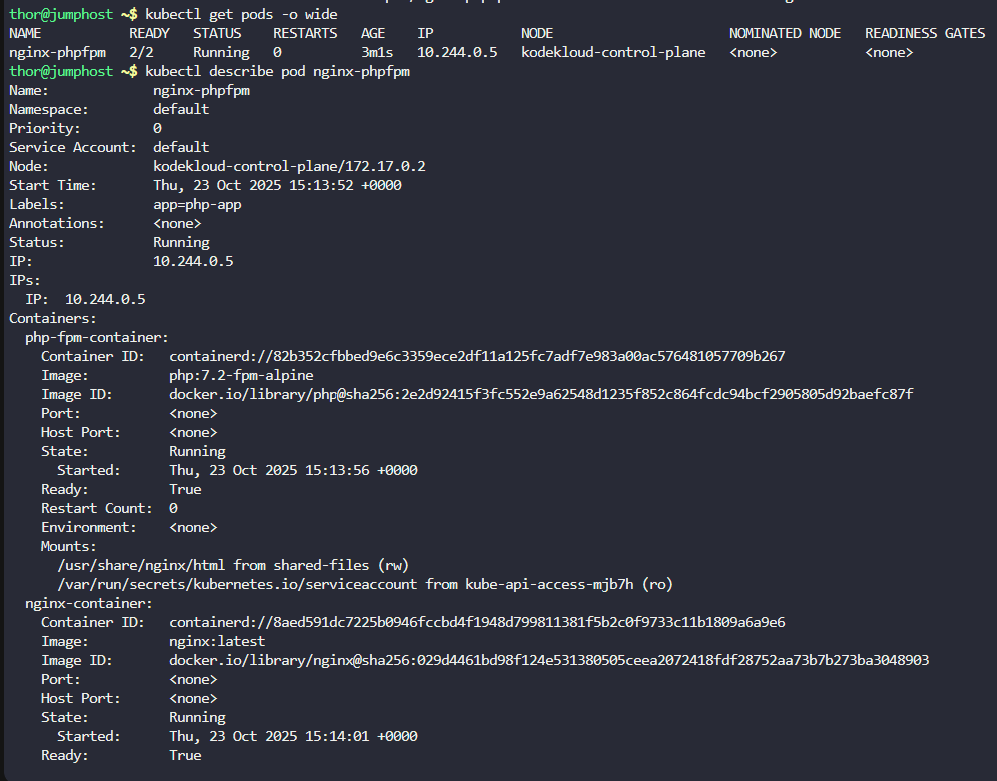 thor@jumphost ~$ kubectl get pods -o wide
NAME           READY   STATUS    RESTARTS   AGE    IP           NODE                      NOMINATED NODE   READINESS GATES
nginx-phpfpm   2/2     Running   0          3m1s   10.244.0.5   kodekloud-control-plane   <none>           <none>
thor@jumphost ~$ kubectl describe pod nginx-phpfpm
Name:             nginx-phpfpm
Namespace:        default
Priority:         0
Service Account:  default
Node:             kodekloud-control-plane/172.17.0.2
Start Time:       Thu, 23 Oct 2025 15:13:52 +0000
Labels:           app=php-app
Annotations:      <none>
Status:           Running
IP:               10.244.0.5
IPs:
  IP:  10.244.0.5
Containers:
  php-fpm-container:
    Container ID:   containerd://82b352cfbbed9e6c3359ece2df11a125fc7adf7e983a00ac576481057709b267
    Image:          php:7.2-fpm-alpine
    Image ID:       docker.io/library/php@sha256:2e2d92415f3fc552e9a62548d1235f852c864fcdc94bcf2905805d92baefc87f
    Port:           <none>
    Host Port:      <none>
    State:          Running
      Started:      Thu, 23 Oct 2025 15:13:56 +0000
    Ready:          True
    Restart Count:  0
    Environment:    <none>
    Mounts:
      /usr/share/nginx/html from shared-files (rw)
      /var/run/secrets/kubernetes.io/serviceaccount from kube-api-access-mjb7h (ro)
  nginx-container:
    Container ID:   containerd://8aed591dc7225b0946fccbd4f1948d799811381f5b2c0f9733c11b1809a6a9e6
    Image:          nginx:latest
    Image ID:       docker.io/library/nginx@sha256:029d4461bd98f124e531380505ceea2072418fdf28752aa73b7b273ba3048903
    Port:           <none>
    Host Port:      <none>
    State:          Running
      Started:      Thu, 23 Oct 2025 15:14:01 +0000
    Ready:          True